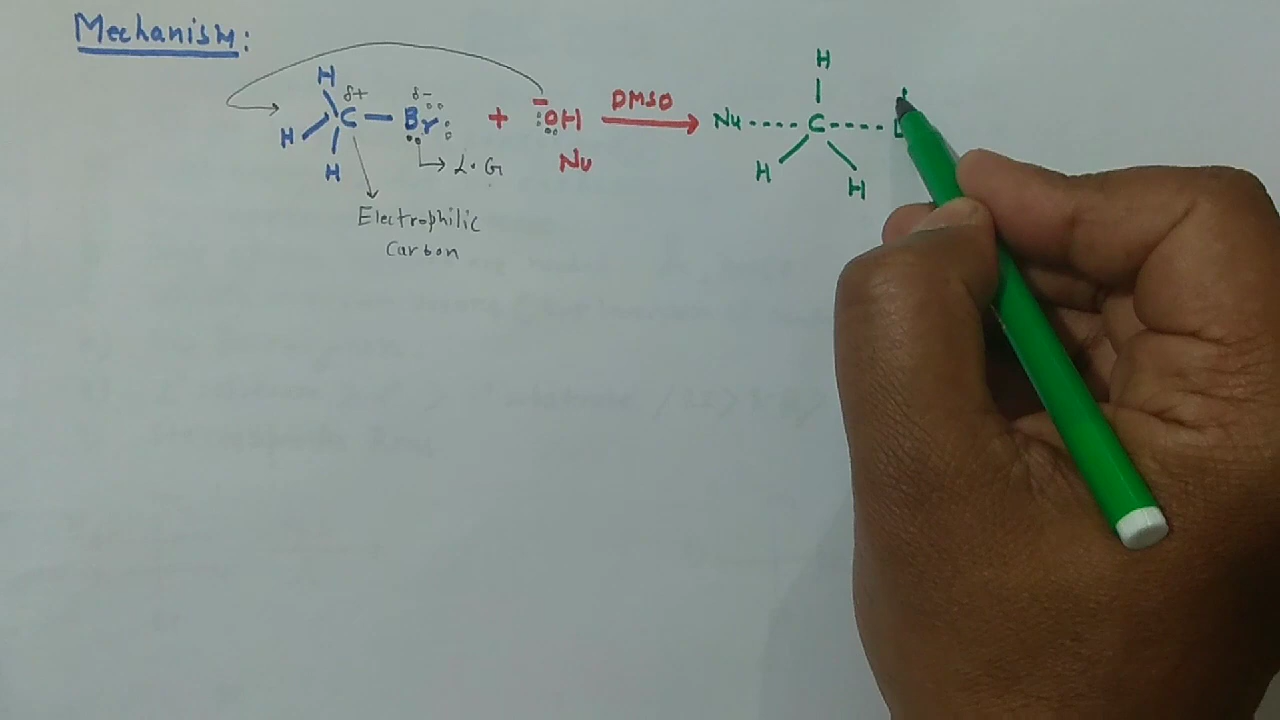 Mechanism:
H H H C δ+ Br δ- + :OH DMSO Nu C H H H
L.G Nu
Electrophilic
Carbon